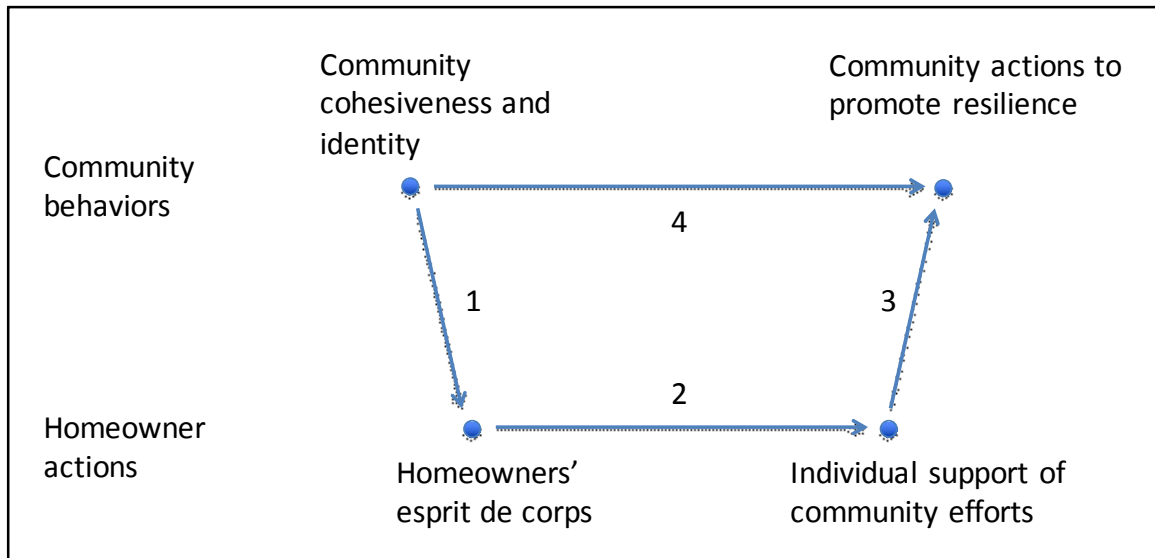 Community
cohesiveness and
identity
Community actions to
promote resilience
Community
behaviors
4
1
3
2
Homeowner
actions
Homeowners’
esprit de corps
Individual support of
community efforts